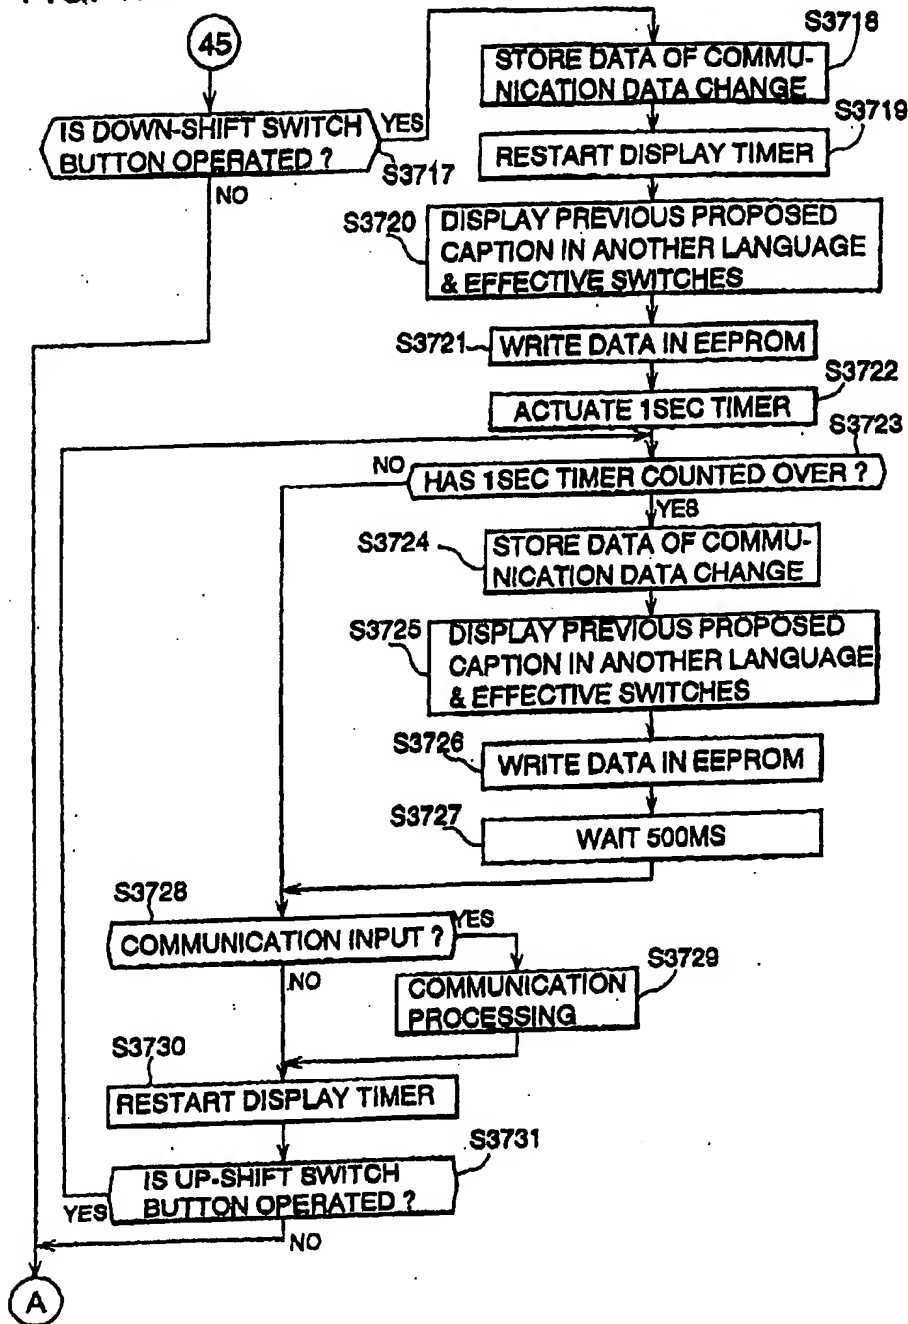 45
IS DOWN-SHIFT SWITCH
BUTTON OPERATED ?
YES
S3717
NO
S3718
STORE DATA OF COMMU-
NICATION DATA CHANGE
S3719
RESTART DISPLAY TIMER
S3720
DISPLAY PREVIOUS PROPOSED
CAPTION IN ANOTHER LANGUAGE
& EFFECTIVE SWITCHES
S3721
WRITE DATA IN EEPROM
S3722
ACTUATE 1SEC TIMER
S3723
NO
HAS 1SEC TIMER COUNTED OVER ?
YES
S3724
STORE DATA OF COMMU-
NICATION DATA CHANGE
S3725
DISPLAY PREVIOUS PROPOSED
CAPTION IN ANOTHER LANGUAGE
& EFFECTIVE SWITCHES
S3726
WRITE DATA IN EEPROM
S3727
WAIT 500MS
S3728
COMMUNICATION INPUT ?
YES
NO
S3729
COMMUNICATION
PROCESSING
S3730
RESTART DISPLAY TIMER
S3731
IS UP-SHIFT SWITCH
BUTTON OPERATED ?
YES
NO
A